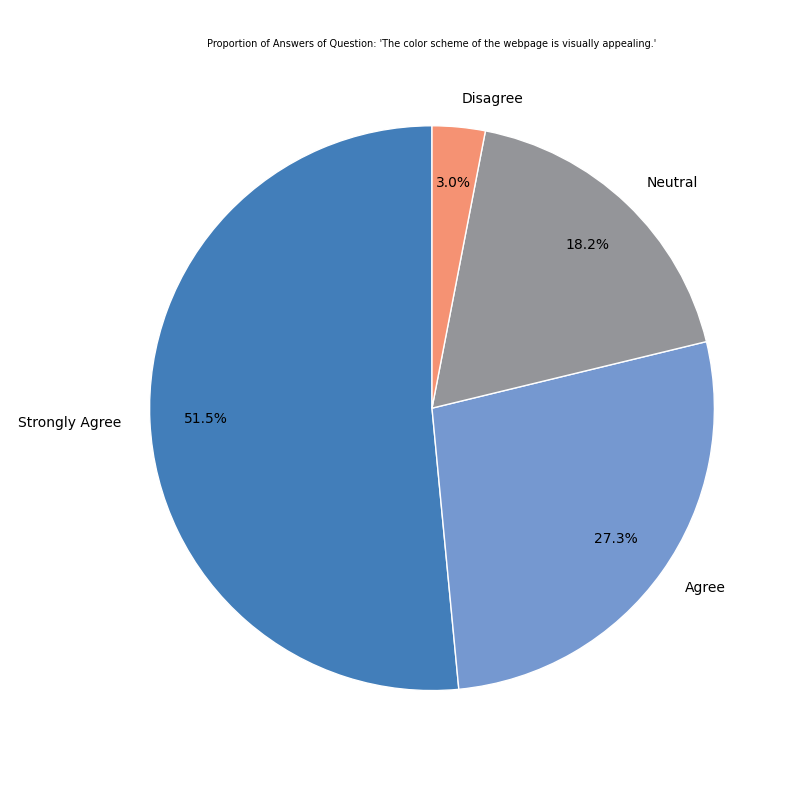 Proportion of Answers of Question: 'The color scheme of the webpage is visually appealing.'
Disagree
3.0%
Neutral
18.2%
Strongly Agree
51.5%
27.3%
Agree